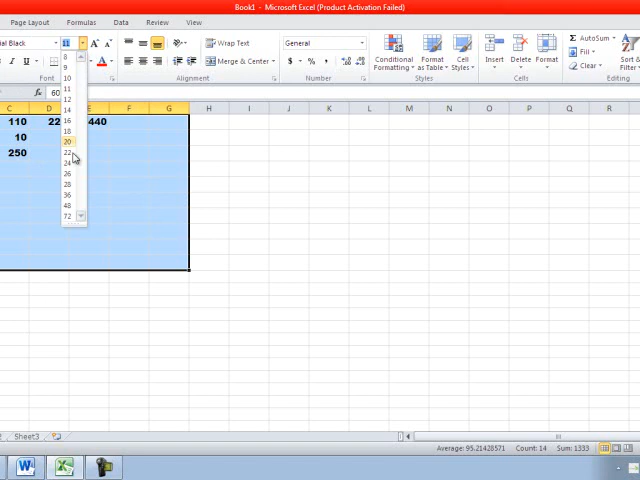 Book1 - Microsoft Excel (Product Activation Failed)
Page Layout Formulas Data Review View
ial Black 11 A A Wrap Text General Σ AutoSum
I U Merge & Center $ % , Conditional Formatting Format as Table Cell Styles Insert Delete Format Fill Clear Sort & Filter
Font Alignment Number Styles Cells Editing
fx 60
C D E F G H I J K L M N O P Q R
110 22 440
10
250
8
9
10
11
12
14
16
18
20
22
24
26
28
36
48
72
Sheet3
Average: 95.21428571 Count: 14 Sum: 1333